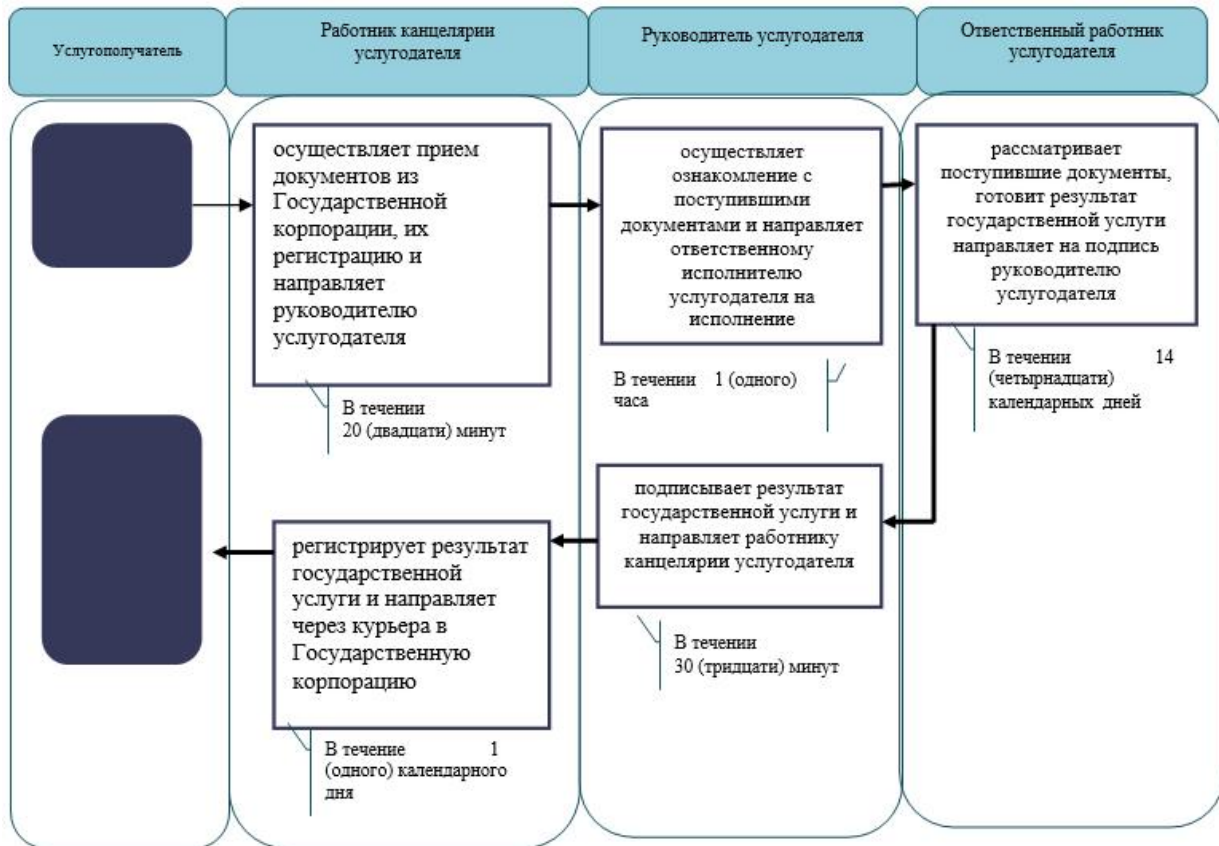 Услугополучатель
Работник канцелярии
услугодателя
Руководитель услугодателя
Ответственный работник
услугодателя
осуществляет прием
документов из
Государственной
корпорации, их
регистрацию и
направляет
руководителю
услугодателя
В течении
20 (двадцати) минут
осуществляет
ознакомление с
поступившими
документами и направляет
ответственному
исполнителю
услугодателя на
исполнение
В течении 1 (одного)
часа
рассматривает
поступившие документы,
готовит результат
государственной услуги
направляет на подпись
руководителю
услугодателя
В течении 14
(четырнадцати)
календарных дней
подписывает результат
государственной услуги и
направляет работнику
канцелярии услугодателя
В течении
30 (тридцати) минут
регистрирует результат
государственной
услуги и направляет
через курьера в
Государственную
корпорацию
В течение 1
(одного) календарного
дня